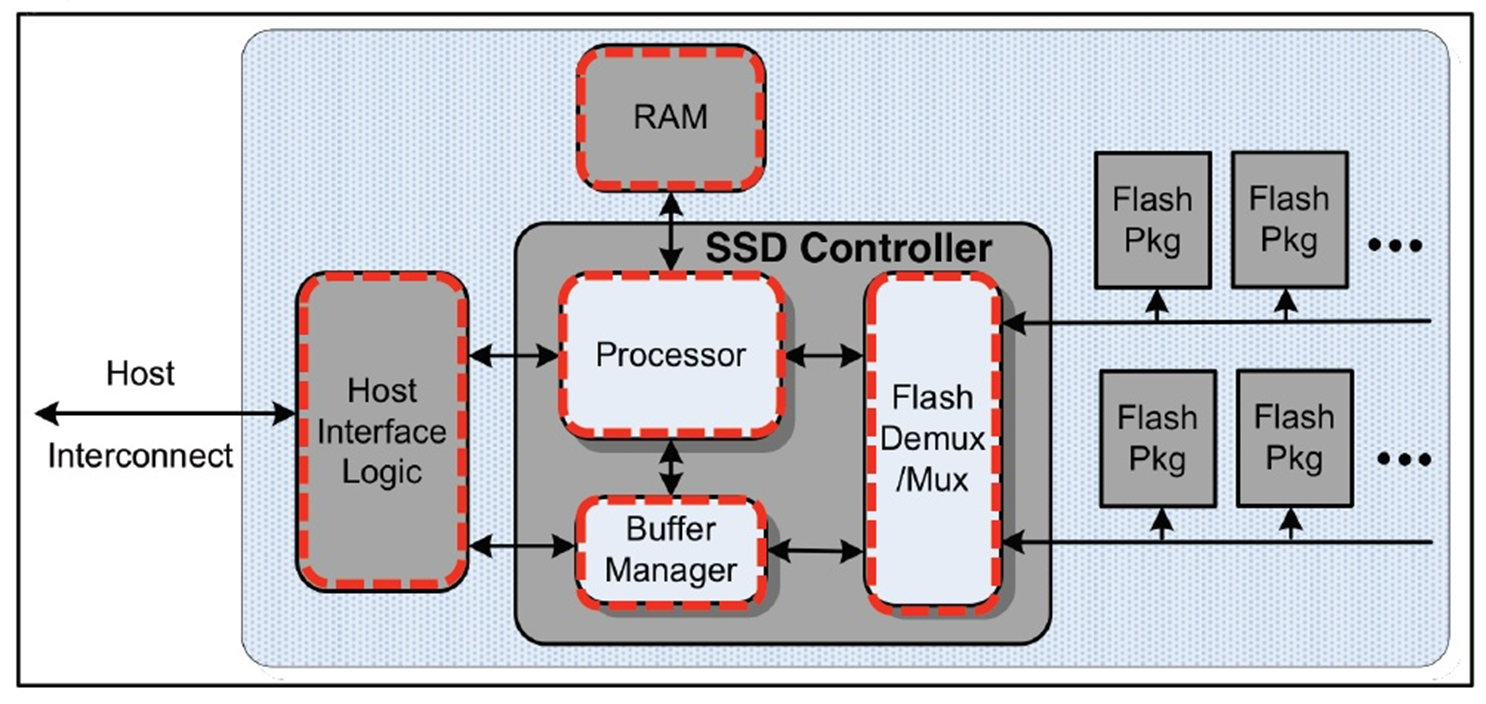 RAM
SSD Controller
Flash
Pkg
Flash
Pkg
Processor
Host
Interconnect
Host
Interface
Logic
Flash
Demux
/Mux
Flash
Pkg
Flash
Pkg
Buffer
Manager